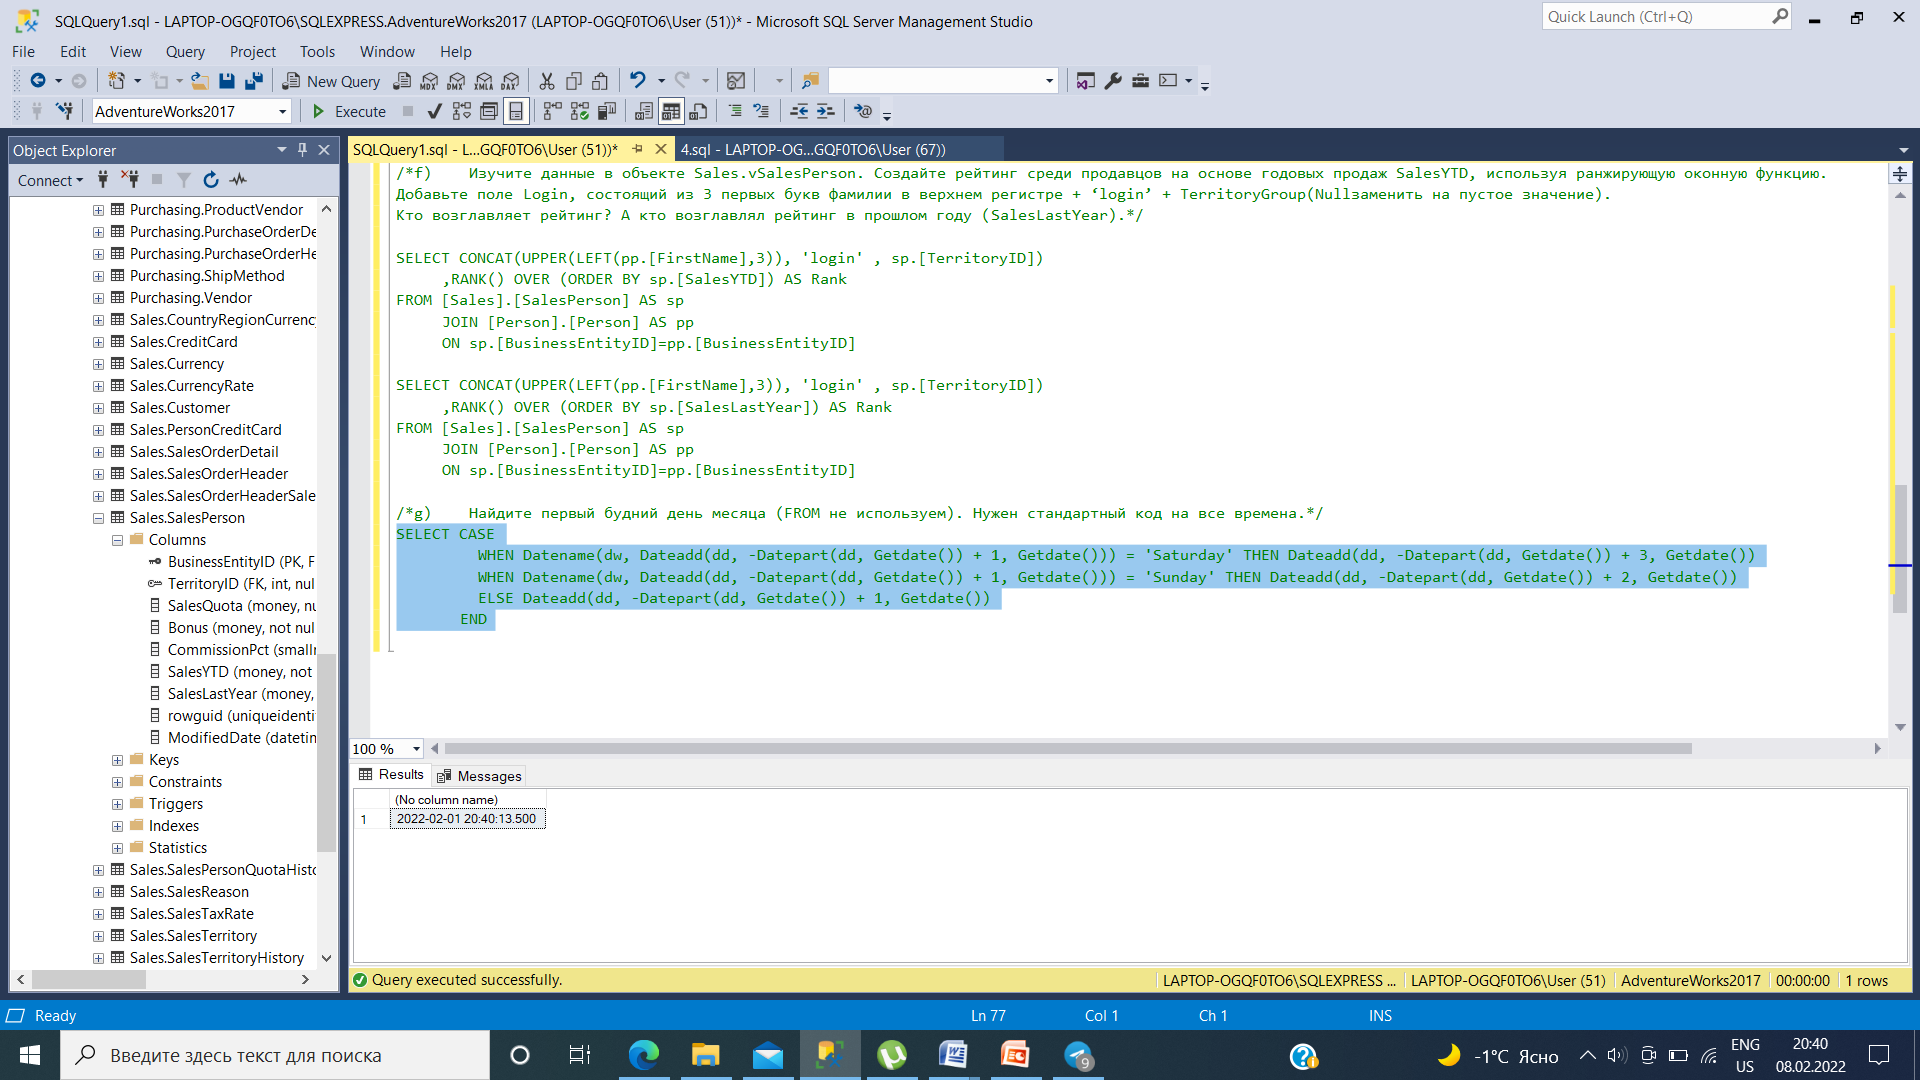 SQLQuery1.sql - LAPTOP-OGQF0TO6\SQLEXPRESS.AdventureWorks2017 (LAPTOP-OGQF0TO6\User (51))* - Microsoft SQL Server Management Studio
Quick Launch (Ctrl+Q)
File Edit View Query Project Tools Window Help
New Query
MDX DMX XMLA DAX
AdventureWorks2017
Execute
Object Explorer
Connect
Purchasing.ProductVendor
Purchasing.PurchaseOrderDe
Purchasing.PurchaseOrderHe
Purchasing.ShipMethod
Purchasing.Vendor
Sales.CountryRegionCurrenc
Sales.CreditCard
Sales.Currency
Sales.CurrencyRate
Sales.Customer
Sales.PersonCreditCard
Sales.SalesOrderDetail
Sales.SalesOrderHeader
Sales.SalesOrderHeaderSale
Sales.SalesPerson
Columns
BusinessEntityID (PK, F
TerritoryID (FK, int, nul
SalesQuota (money, nu
Bonus (money, not nul
CommissionPct (smallr
SalesYTD (money, not
SalesLastYear (money,
rowguid (uniqueidenti
ModifiedDate (datetin
Keys
Constraints
Triggers
Indexes
Statistics
Sales.SalesPersonQuotaHisto
Sales.SalesReason
Sales.SalesTaxRate
Sales.SalesTerritory
Sales.SalesTerritoryHistory
SQLQuery1.sql - L...GQF0TO6\User (51))*
4.sql - LAPTOP-OG...GQF0TO6\User (67))
/*f) Изучите данные в объекте Sales.vSalesPerson. Создайте рейтинг среди продавцов на основе годовых продаж SalesYTD, используя ранжирующую оконную функцию.
Добавьте поле Login, состоящий из 3 первых букв фамилии в верхнем регистре + ‘login’ + TerritoryGroup(Nullзаменить на пустое значение).
Кто возглавляет рейтинг? А кто возглавлял рейтинг в прошлом году (SalesLastYear).*/
SELECT CONCAT(UPPER(LEFT(pp.[FirstName],3)), 'login' , sp.[TerritoryID])
,RANK() OVER (ORDER BY sp.[SalesYTD]) AS Rank
FROM [Sales].[SalesPerson] AS sp
JOIN [Person].[Person] AS pp
ON sp.[BusinessEntityID]=pp.[BusinessEntityID]
SELECT CONCAT(UPPER(LEFT(pp.[FirstName],3)), 'login' , sp.[TerritoryID])
,RANK() OVER (ORDER BY sp.[SalesLastYear]) AS Rank
FROM [Sales].[SalesPerson] AS sp
JOIN [Person].[Person] AS pp
ON sp.[BusinessEntityID]=pp.[BusinessEntityID]
/*g) Найдите первый будний день месяца (FROM не используем). Нужен стандартный код на все времена.*/
SELECT CASE
WHEN Datename(dw, Dateadd(dd, -Datepart(dd, Getdate()) + 1, Getdate())) = 'Saturday' THEN Dateadd(dd, -Datepart(dd, Getdate()) + 3, Getdate())
WHEN Datename(dw, Dateadd(dd, -Datepart(dd, Getdate()) + 1, Getdate())) = 'Sunday' THEN Dateadd(dd, -Datepart(dd, Getdate()) + 2, Getdate())
ELSE Dateadd(dd, -Datepart(dd, Getdate()) + 1, Getdate())
END
100 %
Results Messages
(No column name)
1 2022-02-01 20:40:13.500
Query executed successfully.
LAPTOP-OGQF0TO6\SQLEXPRESS ... LAPTOP-OGQF0TO6\User (51) AdventureWorks2017 00:00:00 1 rows
Ready Ln 77 Col 1 Ch 1 INS
Введите здесь текст для поиска
9
-1°C Ясно
ENG
US
20:40
08.02.2022